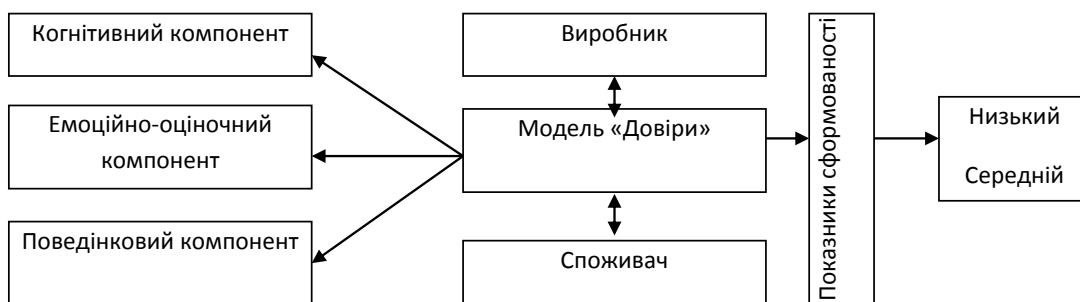 Когнітивний компонент
Емоційно-оціночний
компонент
Поведінковий компонент
Виробник
Модель «Довіри»
Споживач
Показники сформованості
Низький
Середній